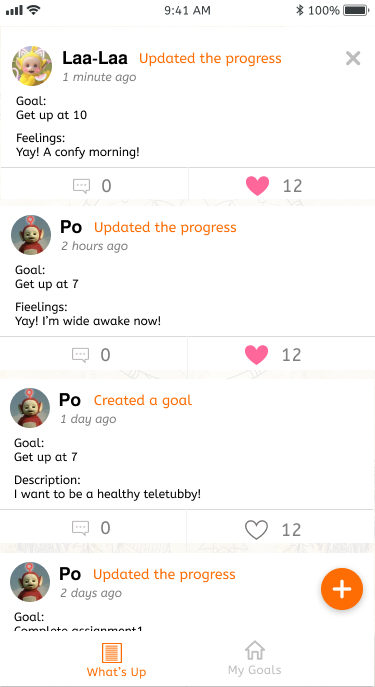 9:41 AM 100%
Laa-Laa Updated the progress
1 minute ago
Goal:
Get up at 10
Feelings:
Yay! A confy morning!
0 12
Po Updated the progress
2 hours ago
Goal:
Get up at 7
Fieelings:
Yay! I'm wide awake now!
0 12
Po Created a goal
1 day ago
Goal:
Get up at 7
Description:
I want to be a healthy teletubby!
0 12
Po Updated the progress
2 days ago
Goal:
Complete assignment1
What's Up My Goals